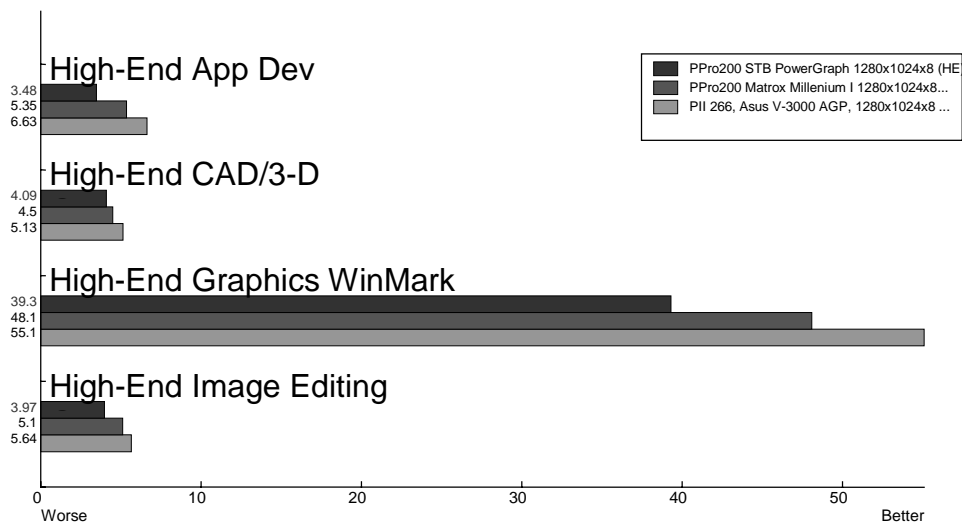 High-End App Dev
3.48
5.35
6.63
PPro200 STB PowerGraph 1280x1024x8 (HE)
PPro200 Matrox Millenium I 1280x1024x8...
PII 266, Asus V-3000 AGP, 1280x1024x8 ...
High-End CAD/3-D
4.09
4.5
5.13
High-End Graphics WinMark
39.3
48.1
55.1
High-End Image Editing
3.97
5.1
5.64
0 10 20 30 40 50
Worse Better